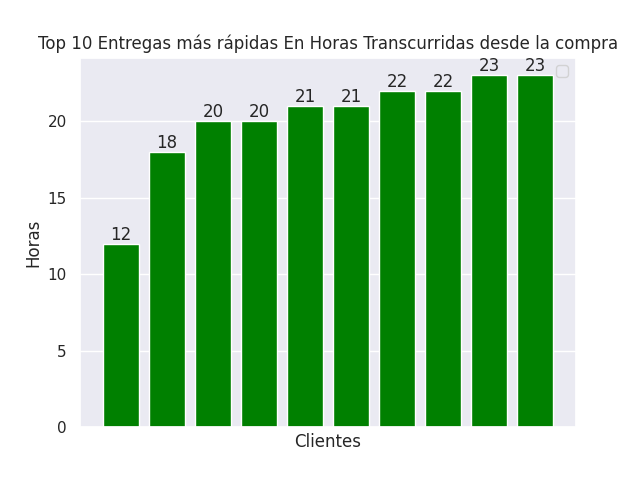 Top 10 Entregas más rápidas En Horas Transcurridas desde la compra
12 18 20 20 21 21 22 22 23 23
20
15
10
5
0
Horas
Clientes